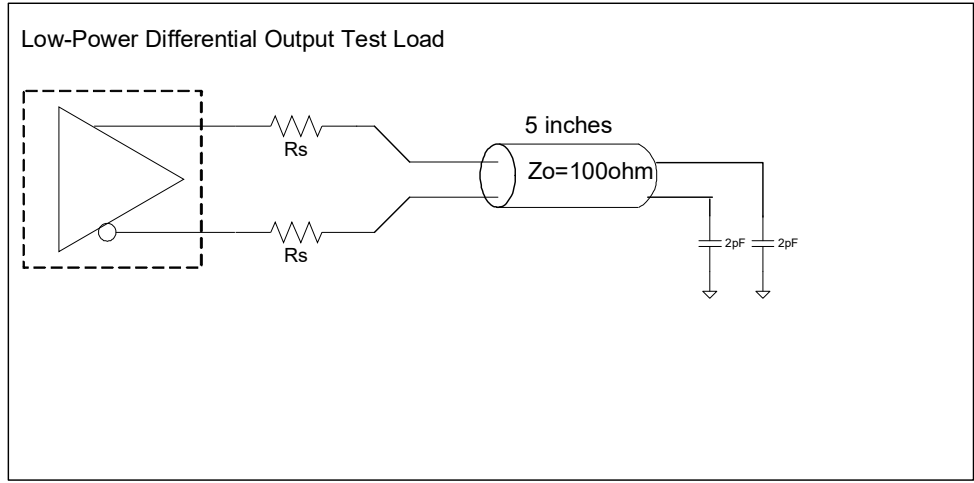 Low-Power Differential Output Test Load
Rs
5 inches
Zo=100ohm
Rs
2pF
2pF